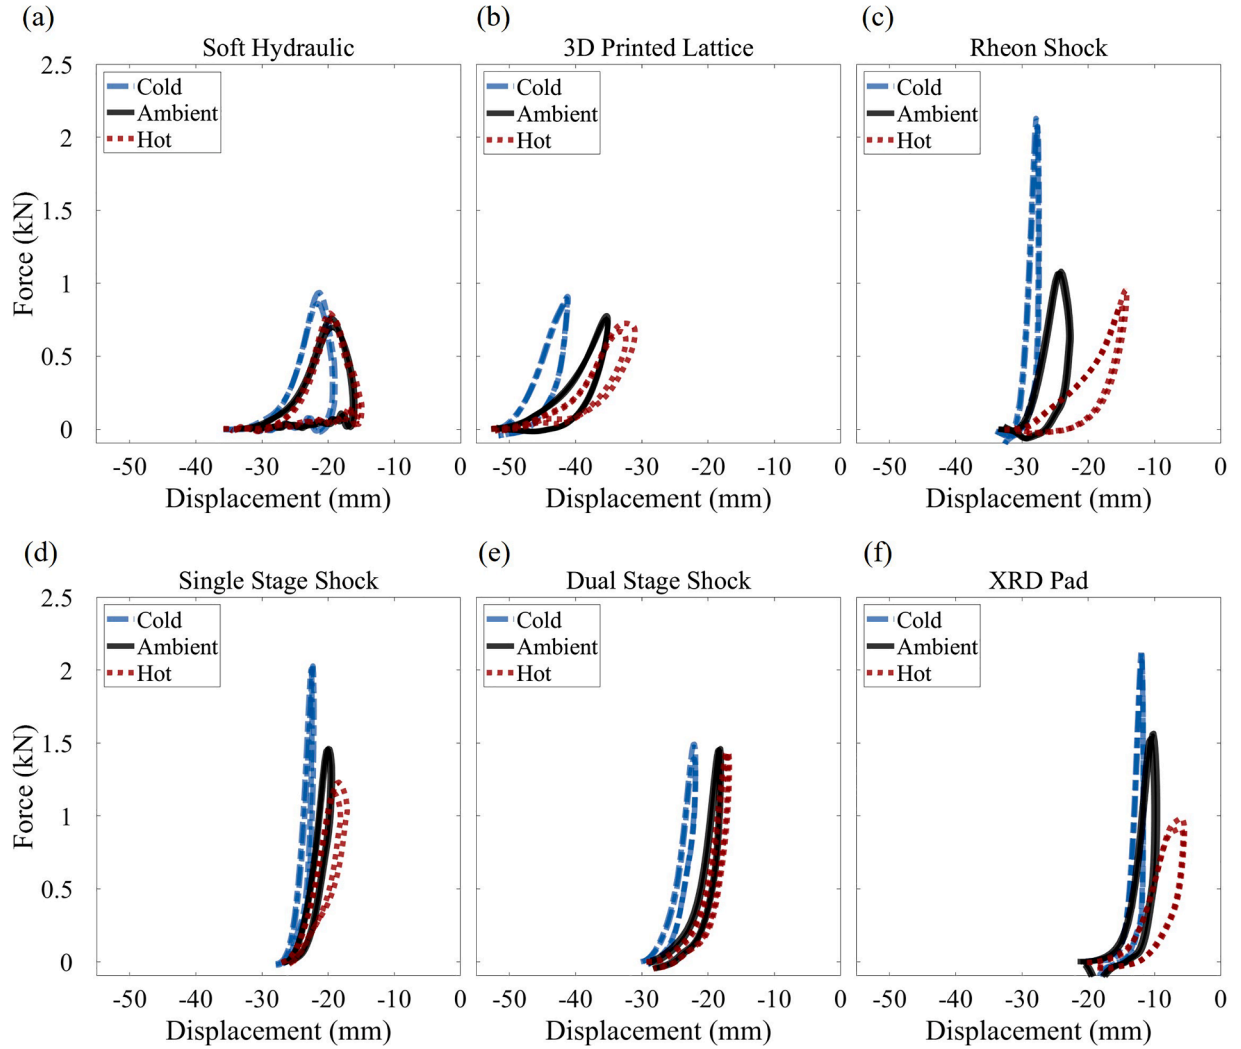 (a)
(b)
(c)
Soft Hydraulic
3D Printed Lattice
Rheon Shock
2.5
2
1.5
1
0.5
0
Force (kN)
Cold
Ambient
Hot
Cold
Ambient
Hot
Cold
Ambient
Hot
-50 -40 -30 -20 -10 0
-50 -40 -30 -20 -10 0
-50 -40 -30 -20 -10 0
Displacement (mm)
Displacement (mm)
Displacement (mm)
(d)
(e)
(f)
Single Stage Shock
Dual Stage Shock
XRD Pad
2.5
2
1.5
1
0.5
0
Force (kN)
Cold
Ambient
Hot
Cold
Ambient
Hot
Cold
Ambient
Hot
-50 -40 -30 -20 -10 0
-50 -40 -30 -20 -10 0
-50 -40 -30 -20 -10 0
Displacement (mm)
Displacement (mm)
Displacement (mm)